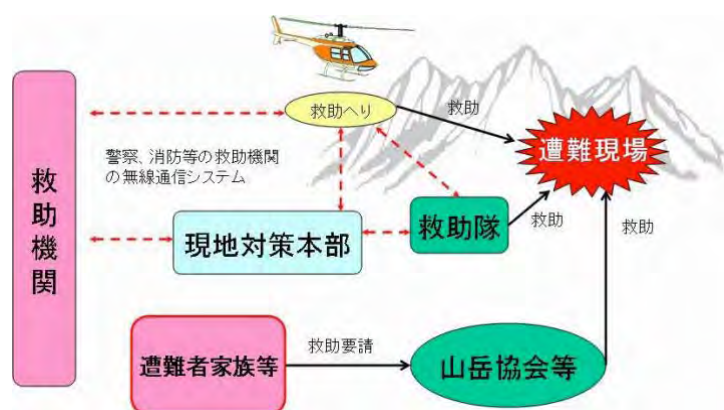 救助機関
救助へり
救助
遭難現場
警察、消防等の救助機関
の無線通信システム
現地対策本部
救助隊
救助
救助
遭難者家族等
救助要請
山岳協会等